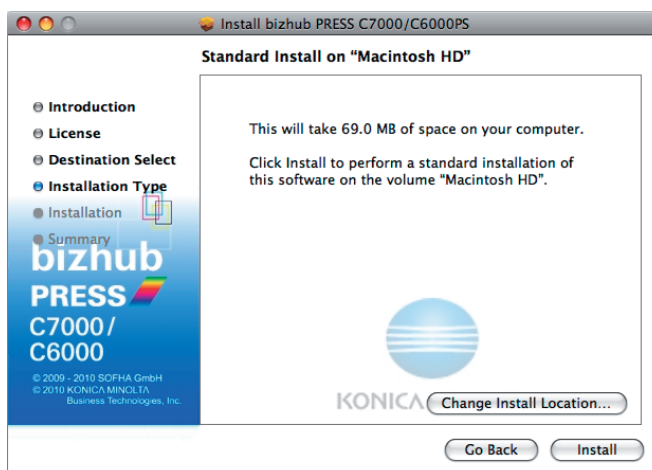 Install bizhub PRESS C7000/C6000PS
Standard Install on “Macintosh HD”
Introduction
License
Destination Select
Installation Type
Installation
Summary
bizhub
PRESS
C7000/
C6000
© 2009 - 2010 SOFHA GmbH
© 2010 KONICA MINOLTA
Business Technologies, Inc.
This will take 69.0 MB of space on your computer.
Click Install to perform a standard installation of
this software on the volume “Macintosh HD”.
KONICA
Change Install Location...
Go Back
Install